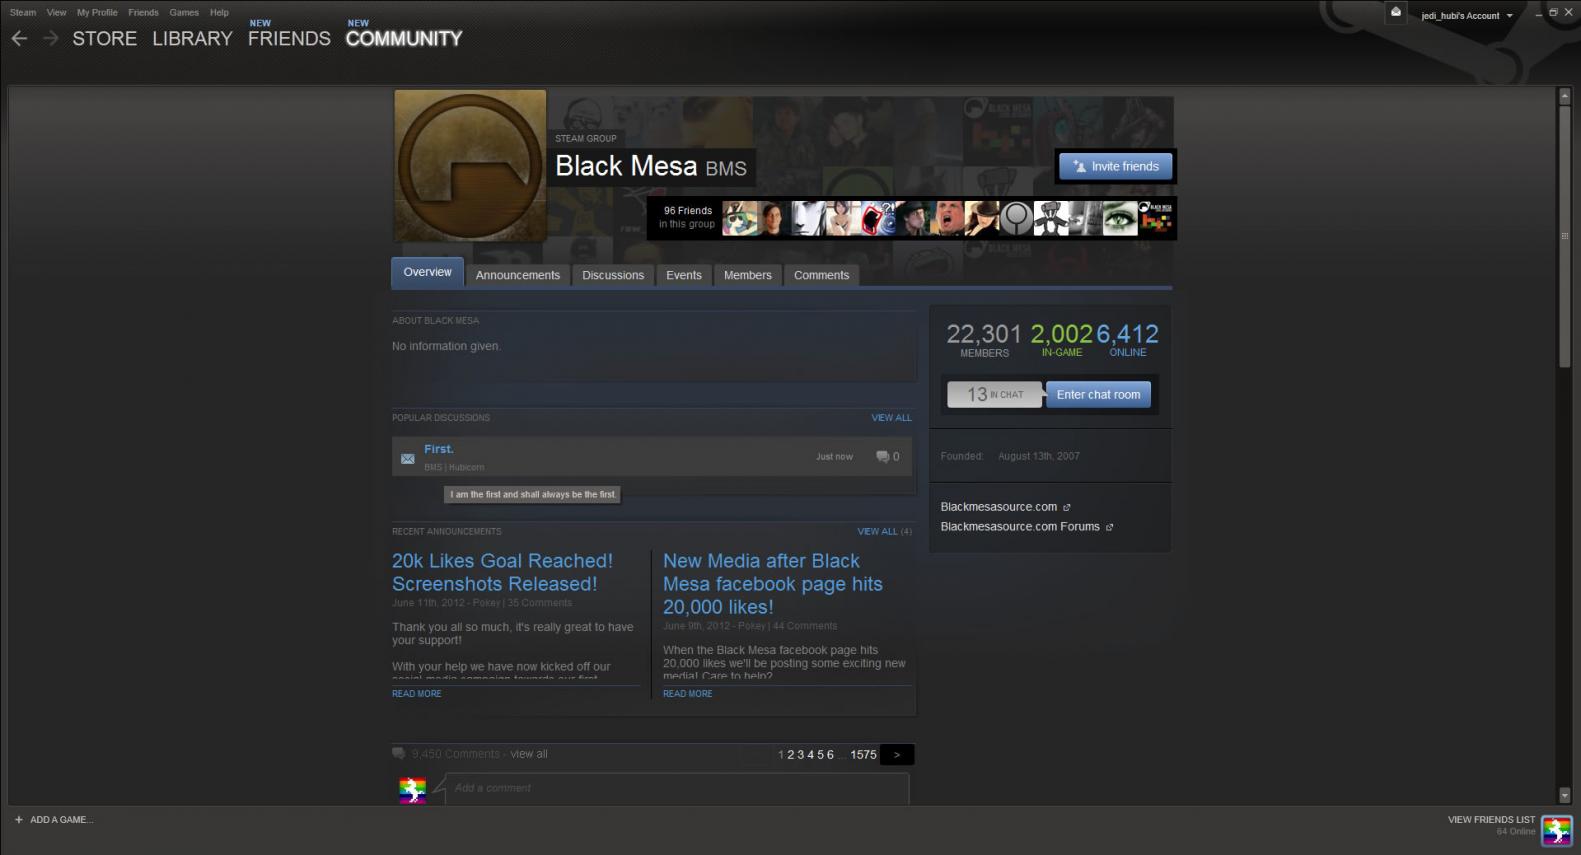 Steam View My Profile Friends Games Help
jedi_hubi's Account
NEW NEW
STORE LIBRARY FRIENDS COMMUNITY
STEAM GROUP
Black Mesa BMS
Invite friends
96 Friends
in this group
Overview Announcements Discussions Events Members Comments
ABOUT BLACK MESA
No information given.
22,301 2,002 6,412
MEMBERS IN-GAME ONLINE
13 IN CHAT Enter chat room
POPULAR DISCUSSIONS VIEW ALL
First.
BMS | Hubicorn
Just now 0
I am the first and shall always be the first.
Founded: August 13th, 2007
Blackmesasource.com
Blackmesasource.com Forums
RECENT ANNOUNCEMENTS VIEW ALL (4)
20k Likes Goal Reached!
Screenshots Released!
June 11th, 2012 - Pokey | 35 Comments
Thank you all so much, it's really great to have
your support!
With your help we have now kicked off our
social media campaign towards our first
READ MORE
New Media after Black
Mesa facebook page hits
20,000 likes!
June 9th, 2012 - Pokey | 44 Comments
When the Black Mesa facebook page hits
20,000 likes we'll be posting some exciting new
media! Care to help?
READ MORE
9,450 Comments - view all
1 2 3 4 5 6 ... 1575 >
Add a comment
+ ADD A GAME...
VIEW FRIENDS LIST
64 Online